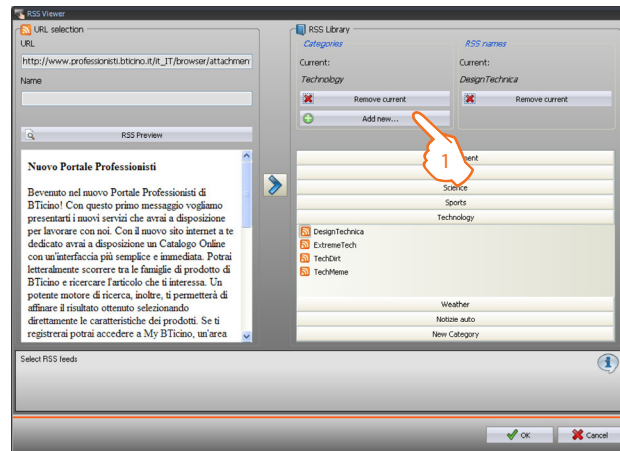 RSS Viewer
URL selection
URL
http://www.professionisti.bticino.it/it_IT/browser/attachmen
Name
RSS Preview
Nuovo Portale Professionisti
Bevenuto nel nuovo Portale Professionisti di
BTicino! Con questo primo messaggio vogliamo
presentarti i nuovi servizi che avrai a disposizione
per lavorare con noi. Con il nuovo sito internet a te
dedicato avrai a disposizione un Catalogo Online
con un'interfaccia più semplice e immediata. Potrai
letteralmente scorrere tra le famiglie di prodotto di
BTicino e ricercare l'articolo che ti interessa. Un
potente motore di ricerca, inoltre, ti permetterà di
affinare il risultato ottenuto selezionando
direttamente le caratteristiche dei prodotti. Se ti
registrerai potrai accedere a My BTicino, un'area
RSS Library
Categories
RSS names
Current:
Current:
Technology
DesignTechnica
Remove current
Remove current
Add new...
1
Science
Sports
Technology
DesignTechnica
ExtremeTech
TechDirt
TechMeme
Weather
Notizie auto
New Category
Select RSS feeds
OK
Cancel